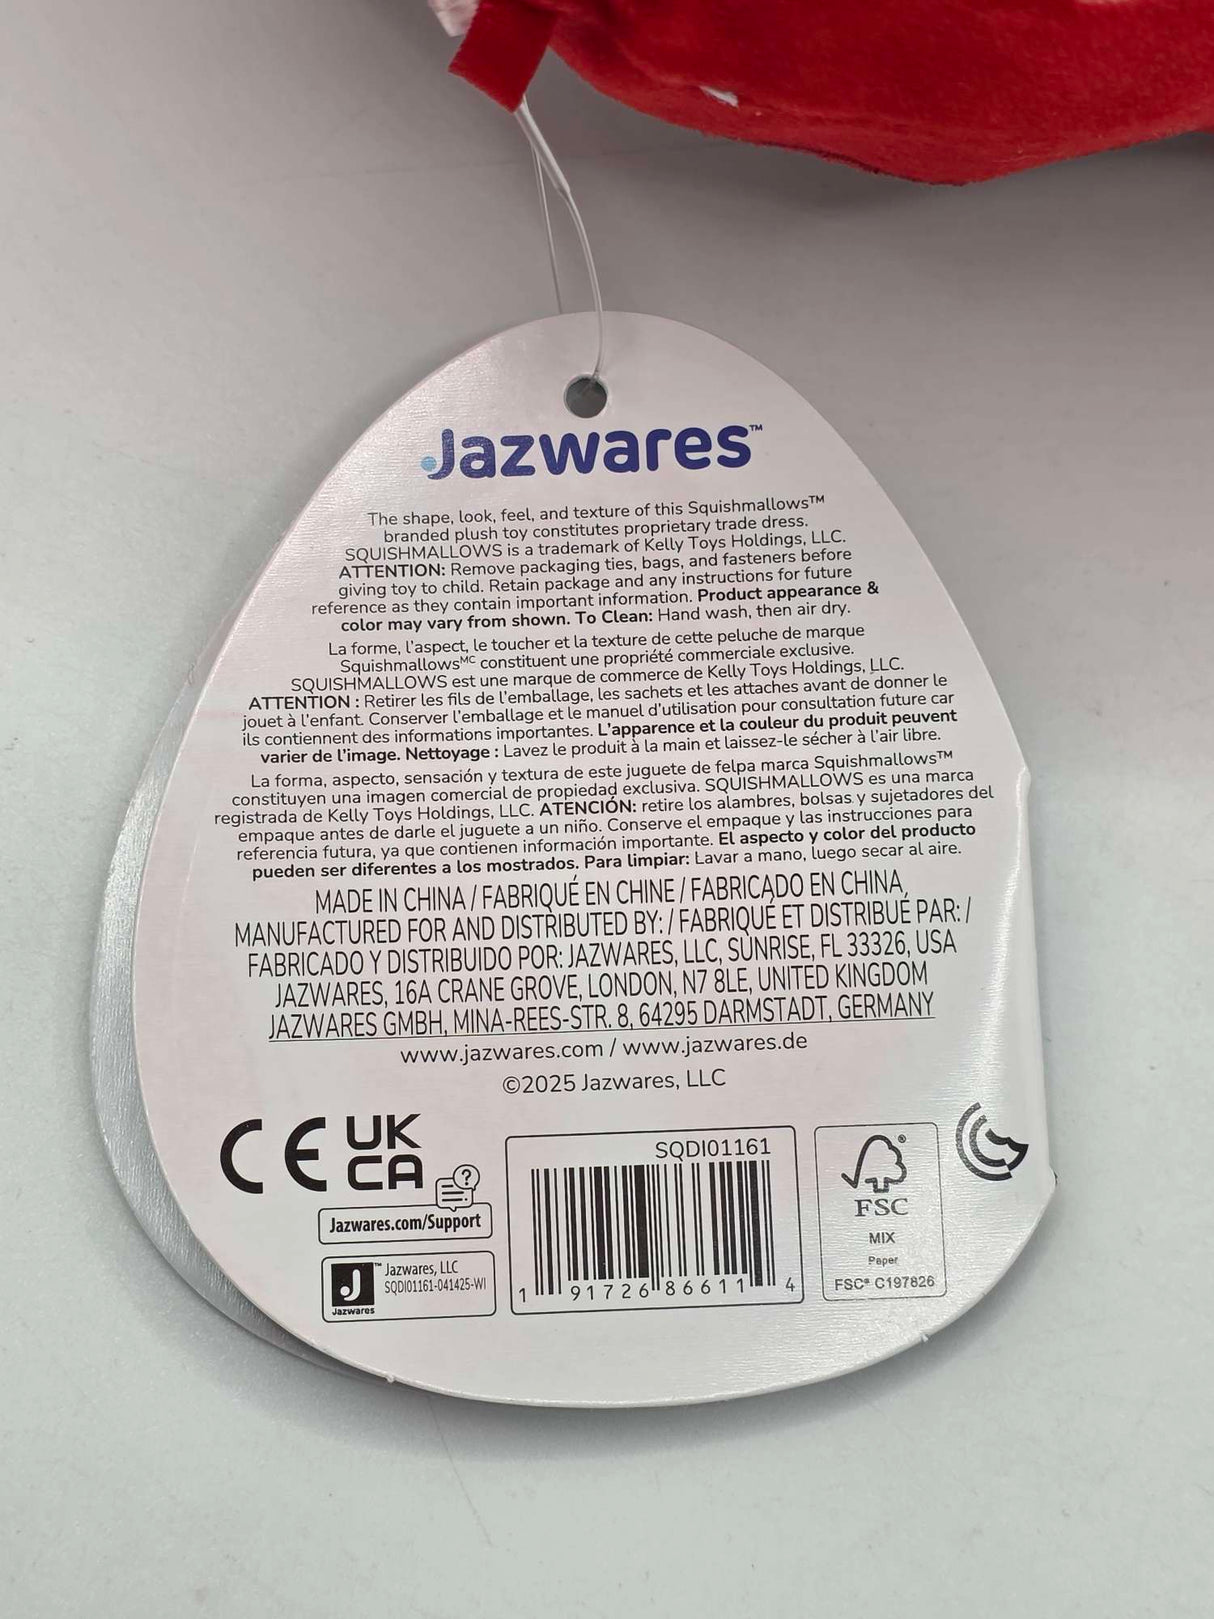 Jazwares™
The shape, look, feel, and texture of this Squishmallows™
branded plush toy constitutes proprietary trade dress.
SQUISHMALLOWS is a trademark of Kelly Toys Holdings, LLC.
ATTENTION: Remove packaging ties, bags, and fasteners before
giving toy to child. Retain package and any instructions for future
reference as they contain important information. Product appearance &
color may vary from shown. To Clean: Hand wash, then air dry.
La forme, l'aspect, le toucher et la texture de cette peluche de marque
Squishmallowsᴹᶜ constituent une propriété commerciale exclusive.
SQUISHMALLOWS est une marque de commerce de Kelly Toys Holdings, LLC.
ATTENTION : Retirer les fils de l'emballage, les sachets et les attaches avant de donner le
jouet à l'enfant. Conserver l'emballage et le manuel d'utilisation pour consultation future car
ils contiennent des informations importantes. L'apparence et la couleur du produit peuvent
varier de l'image. Nettoyage : Lavez le produit à la main et laissez-le sécher à l'air libre.
La forma, aspecto, sensación y textura de este juguete de felpa marca Squishmallows™
constituyen una imagen comercial de propiedad exclusiva. SQUISHMALLOWS es una marca
registrada de Kelly Toys Holdings, LLC. ATENCIÓN: retire los alambres, bolsas y sujetadores del
empaque antes de darle el juguete a un niño. Conserve el empaque y las instrucciones para
referencia futura, ya que contienen información importante. El aspecto y color del producto
pueden ser diferentes a los mostrados. Para limpiar: Lavar a mano, luego secar al aire.
MADE IN CHINA / FABRIQUÉ EN CHINE / FABRICADO EN CHINA,
MANUFACTURED FOR AND DISTRIBUTED BY: / FABRIQUÉ ET DISTRIBUÉ PAR: /
FABRICADO Y DISTRIBUIDO POR: JAZWARES, LLC, SUNRISE, FL 33326, USA
JAZWARES, 16A CRANE GROVE, LONDON, N7 8LE, UNITED KINGDOM
JAZWARES GMBH, MINA-REES-STR. 8, 64295 DARMSTADT, GERMANY
www.jazwares.com / www.jazwares.de
©2025 Jazwares, LLC
CE UK
CA
Jazwares.com/Support
Jazwares, LLC
SQDI01161-041425-WI
Jazwares
SQDI01161
1 91726 86611 4
FSC
MIX
Paper
FSC® C197826